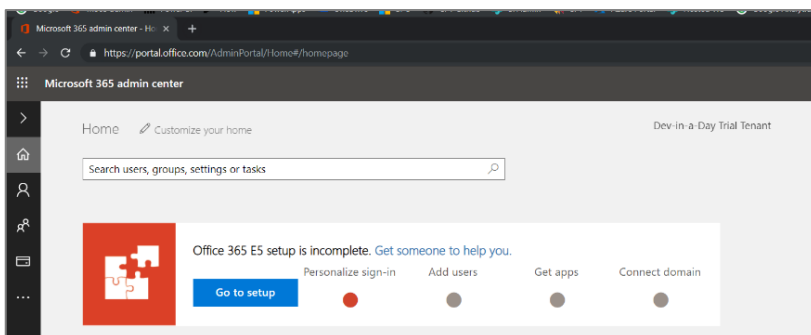 Microsoft 365 admin center - Ho
https://portal.office.com/AdminPortal/Home#/homepage
Microsoft 365 admin center
Home Customize your home Dev-in-a-Day Trial Tenant
Search users, groups, settings or tasks
Office 365 E5 setup is incomplete. Get someone to help you.
Personalize sign-in Add users Get apps Connect domain
Go to setup